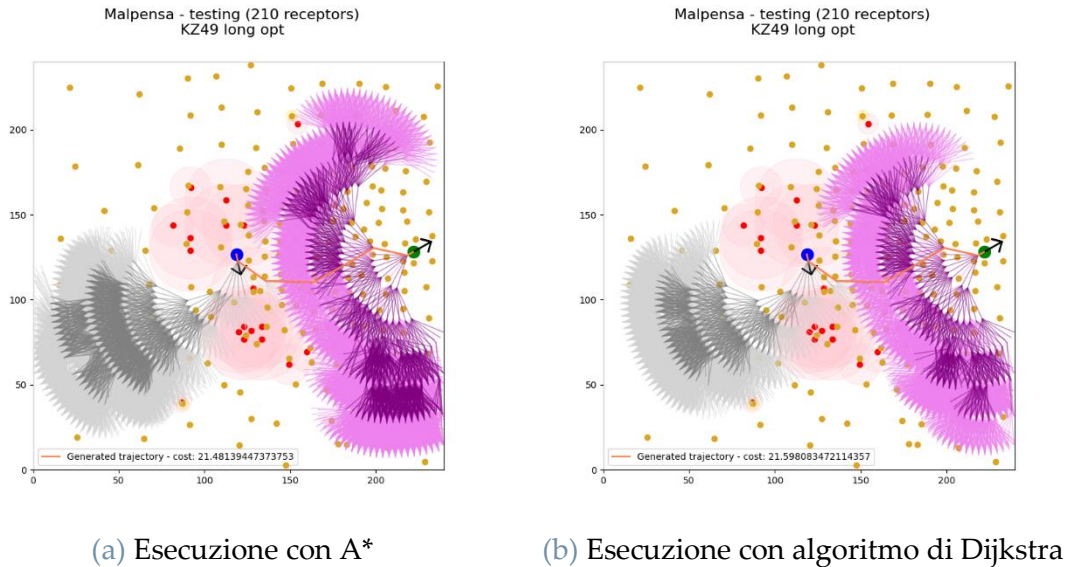 Malpensa - testing (210 receptors)
KZ49 long opt
200
150
100
50
0
Generated trajectory - cost: 21.48139447373753
0 50 100 150 200
(a) Esecuzione con A*
Malpensa - testing (210 receptors)
KZ49 long opt
200
150
100
50
0
Generated trajectory - cost: 21.598083472114357
0 50 100 150 200
(b) Esecuzione con algoritmo di Dijkstra